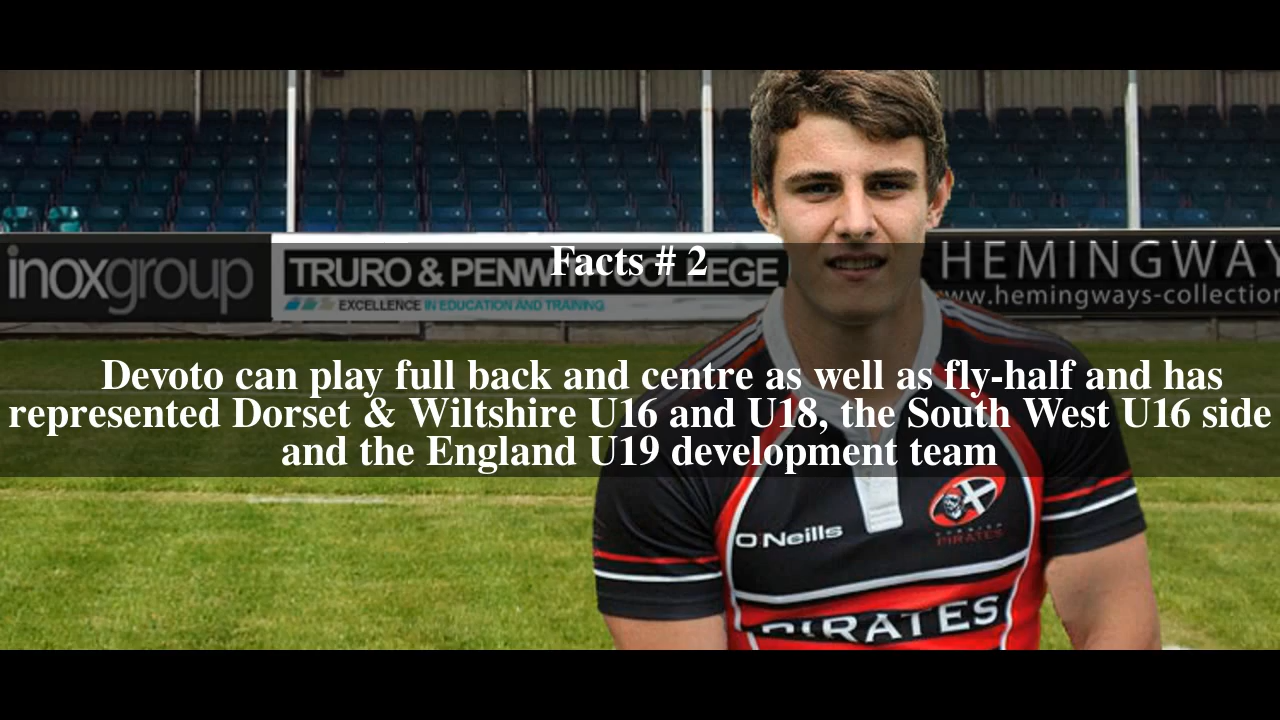 inoxgroup
TRURO & PENWITH COLLEGE
EXCELLENCE IN EDUCATION AND TRAINING
HEMINGWAY
www.hemingways-collection
Facts # 2
Devoto can play full back and centre as well as fly-half and has
represented Dorset & Wiltshire U16 and U18, the South West U16 side
and the England U19 development team
O'Neills
PIRATES
PIRATES